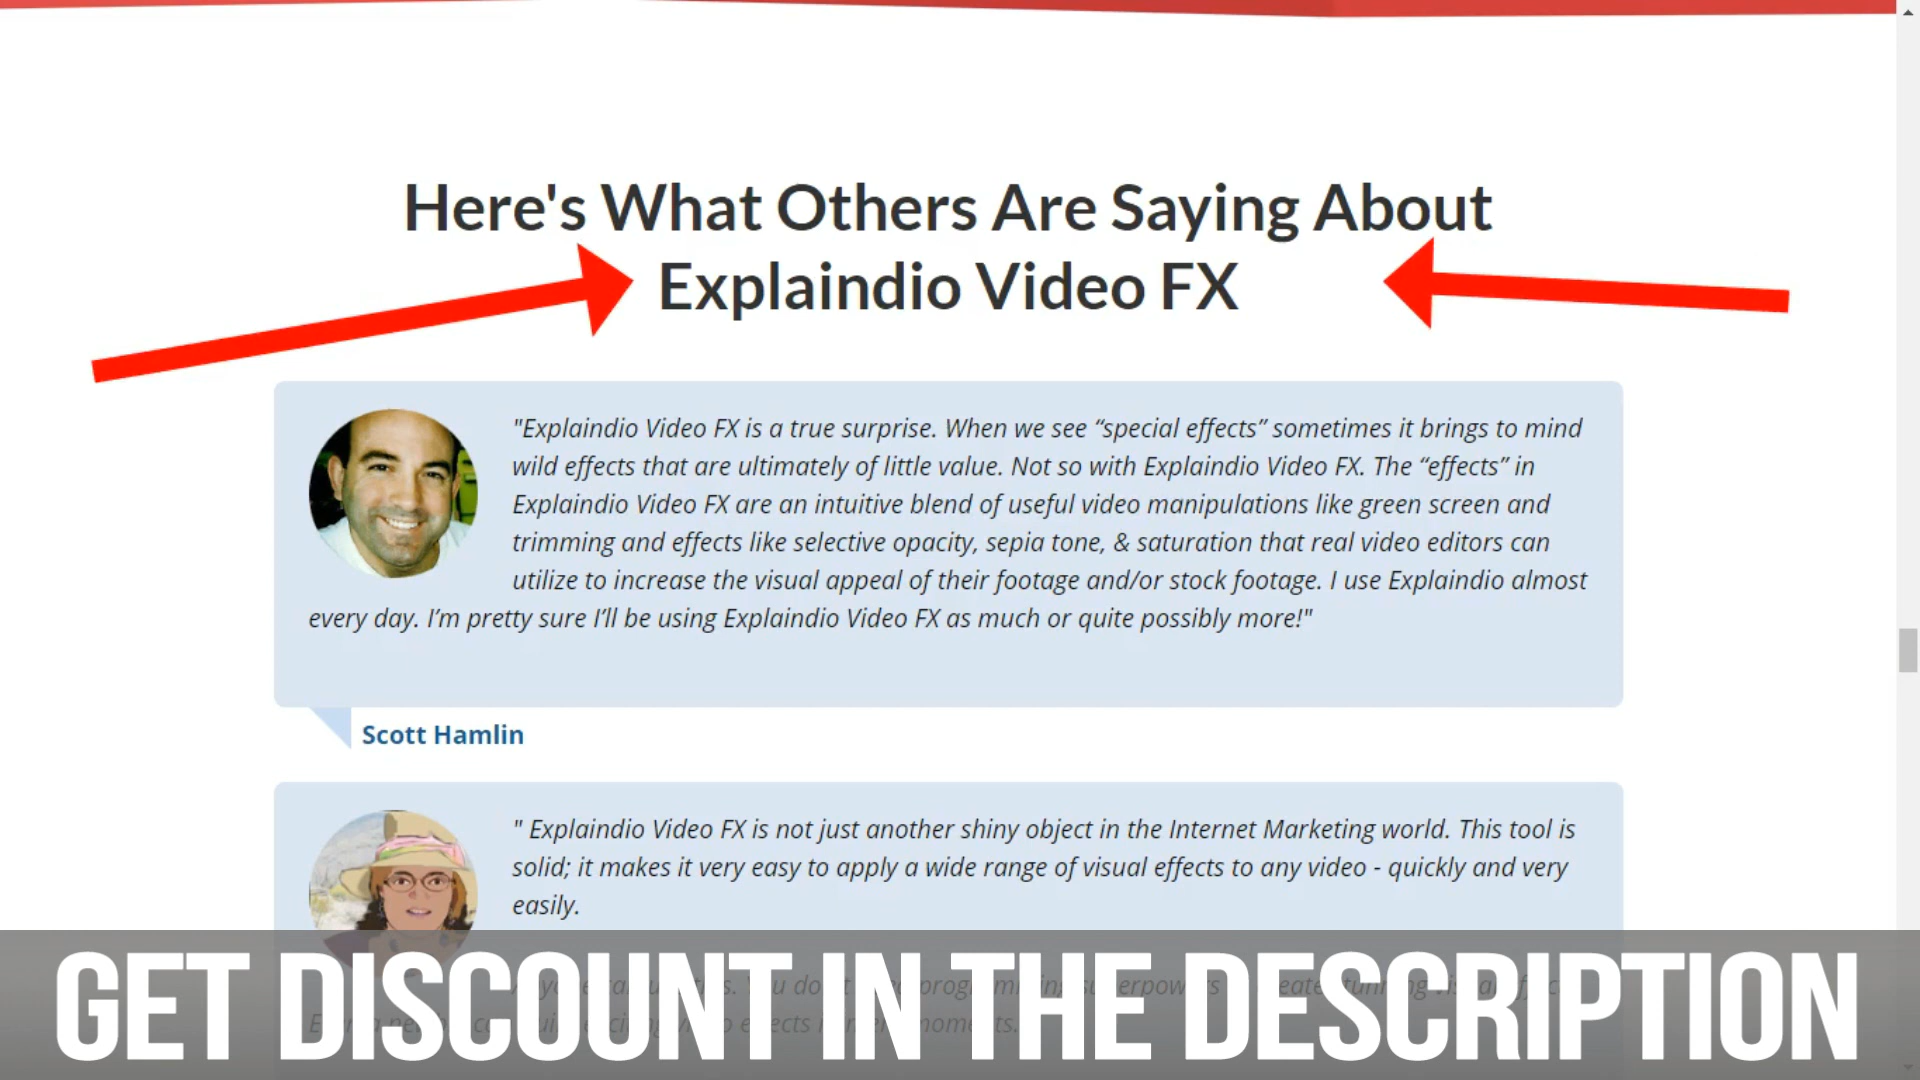 Here's What Others Are Saying About
Explaindio Video FX
"Explaindio Video FX is a true surprise. When we see “special effects” sometimes it brings to mind
wild effects that are ultimately of little value. Not so with Explaindio Video FX. The “effects” in
Explaindio Video FX are an intuitive blend of useful video manipulations like green screen and
trimming and effects like selective opacity, sepia tone, & saturation that real video editors can
utilize to increase the visual appeal of their footage and/or stock footage. I use Explaindio almost
every day. I’m pretty sure I’ll be using Explaindio Video FX as much or quite possibly more!"
Scott Hamlin
" Explaindio Video FX is not just another shiny object in the Internet Marketing world. This tool is
solid; it makes it very easy to apply a wide range of visual effects to any video - quickly and very
easily.
GET DISCOUNT IN THE DESCRIPTION